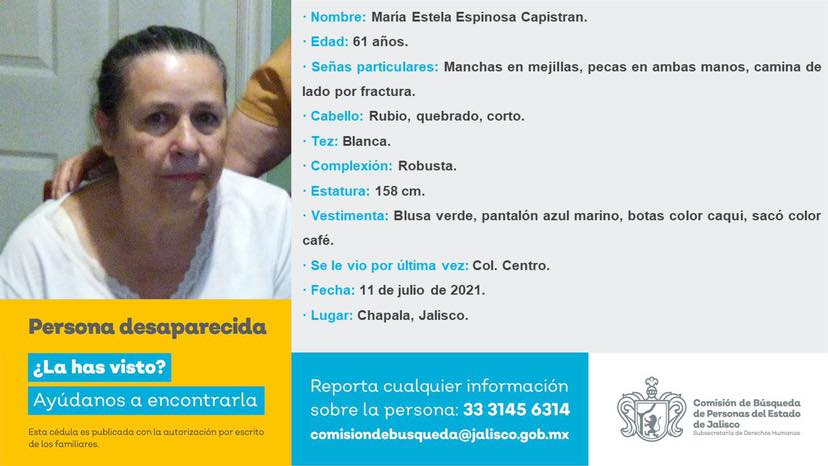 · Nombre: Maria Estela Espinosa Capistran.
· Edad: 61 años.
· Señas particulares: Manchas en mejillas, pecas en ambas manos, camina de
lado por fractura.
· Cabello: Rubio, quebrado, corto.
· Tez: Blanca.
· Complexión: Robusta.
· Estatura: 158 cm.
· Vestimenta: Blusa verde, pantalón azul marino, botas color caqui, sacó color
café.
· Se le vio por última vez: Col. Centro.
· Fecha: 11 de julio de 2021.
· Lugar: Chapala, Jalisco.
Persona desaparecida
¿La has visto?
Ayúdanos a encontrarla
Esta cédula es publicada con la autorización por escrito
de los familiares.
Reporta cualquier información
sobre la persona: 33 3145 6314
comisiondebusqueda@jalisco.gob.mx
Comisión de Búsqueda
de Personas del Estado
de Jalisco
Subsecretaría de Derechos Humanos